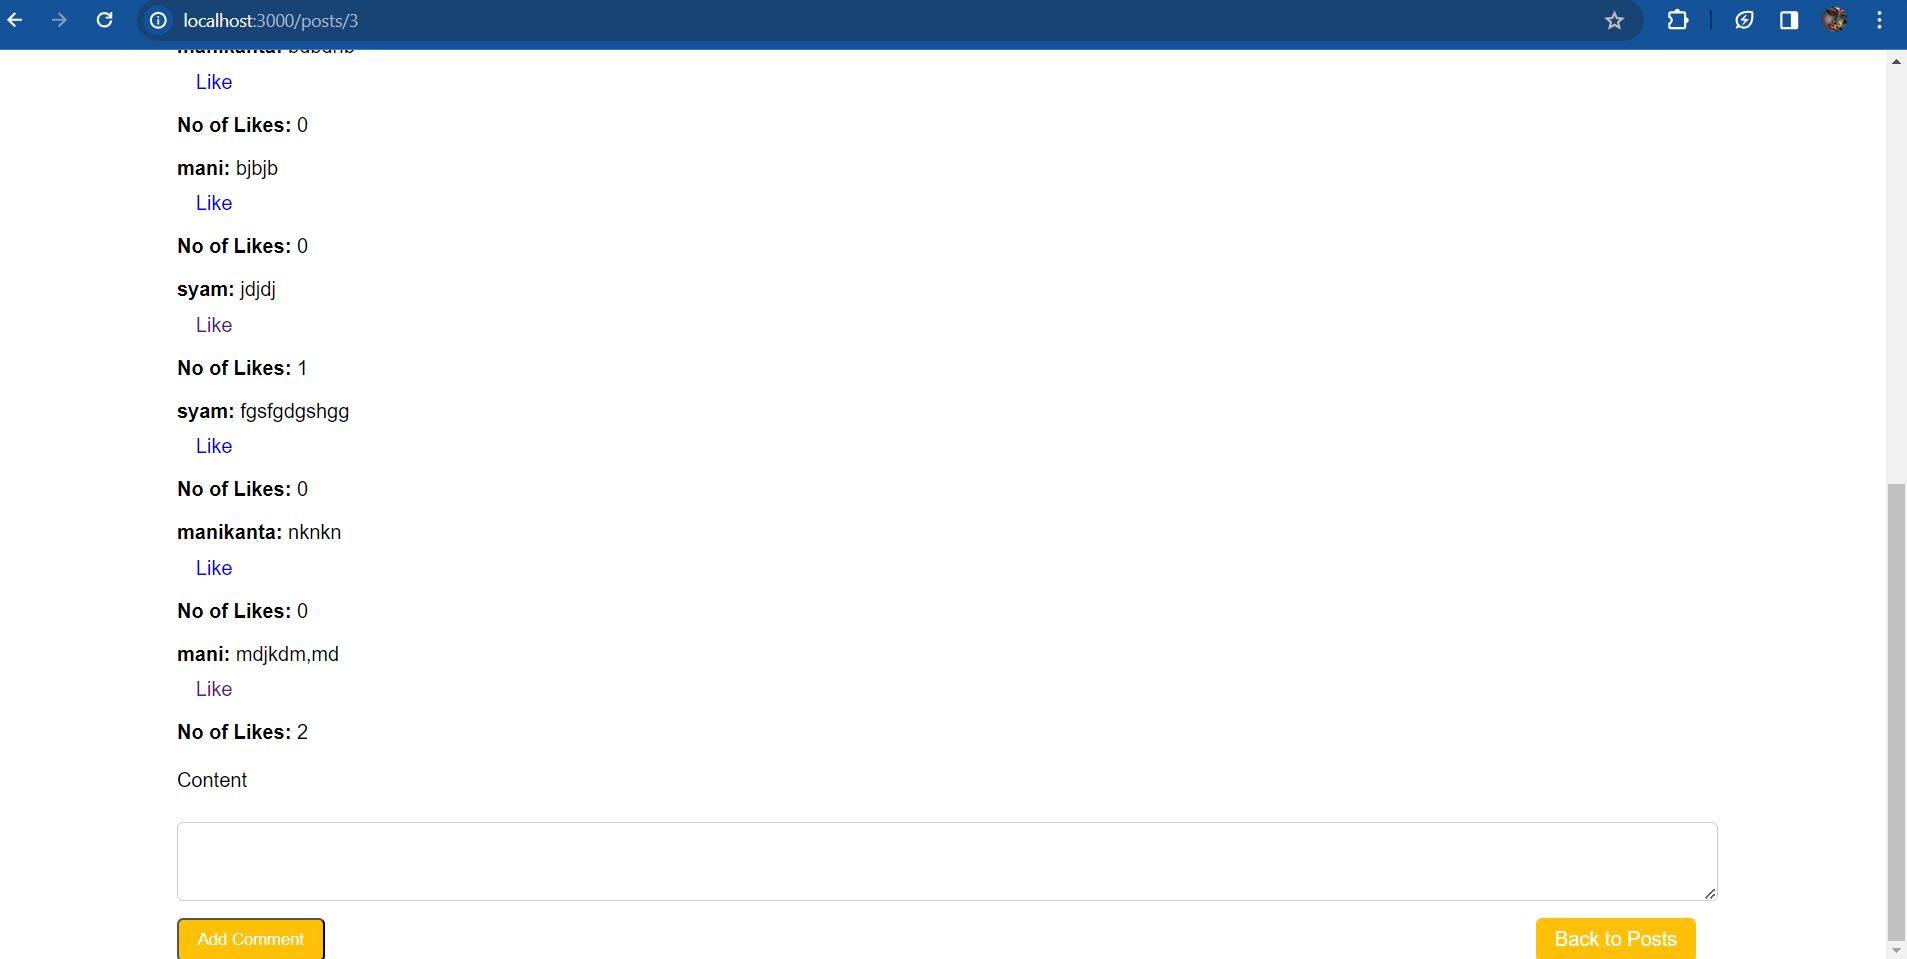 localhost:3000/posts/3
Like
No of Likes: 0
mani: bjbjb
Like
No of Likes: 0
syam: jdjdj
Like
No of Likes: 1
syam: fgsfgdgshgg
Like
No of Likes: 0
manikanta: nknkn
Like
No of Likes: 0
mani: mdjkdm,md
Like
No of Likes: 2
Content
Add Comment
Back to Posts